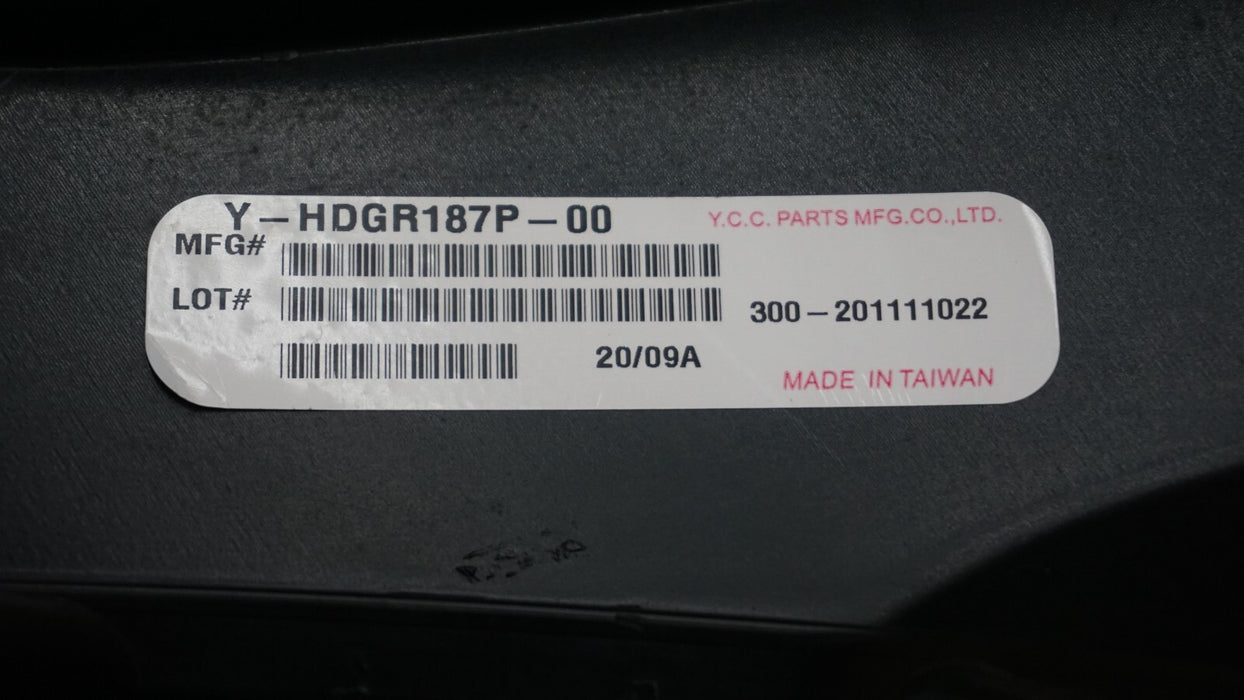 Y-HDGR187P-00
Y.C.C. PARTS MFG.CO.,LTD.
MFG#
LOT#
300-201111022
20/09A
MADE IN TAIWAN